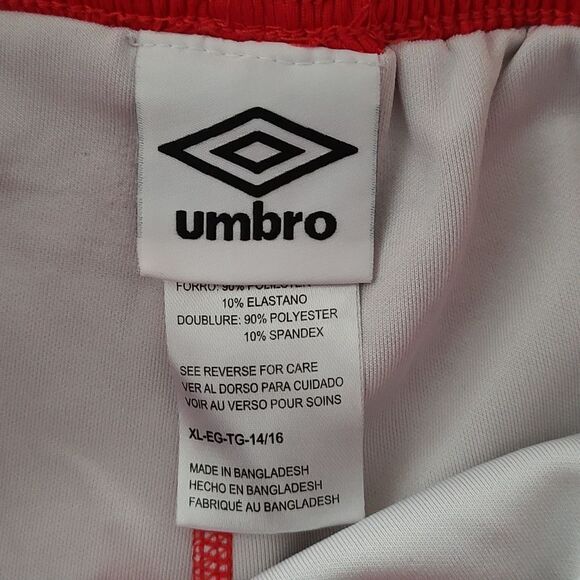 umbro
FORRO: 90% POLIESTER
10% ELASTANO
DOUBLURE: 90% POLYESTER
10% SPANDEX
SEE REVERSE FOR CARE
VER AL DORSO PARA CUIDADO
VOIR AU VERSO POUR SOINS
XL-EG-TG-14/16
MADE IN BANGLADESH
HECHO EN BANGLADESH
FABRIQUÉ AU BANGLADESH